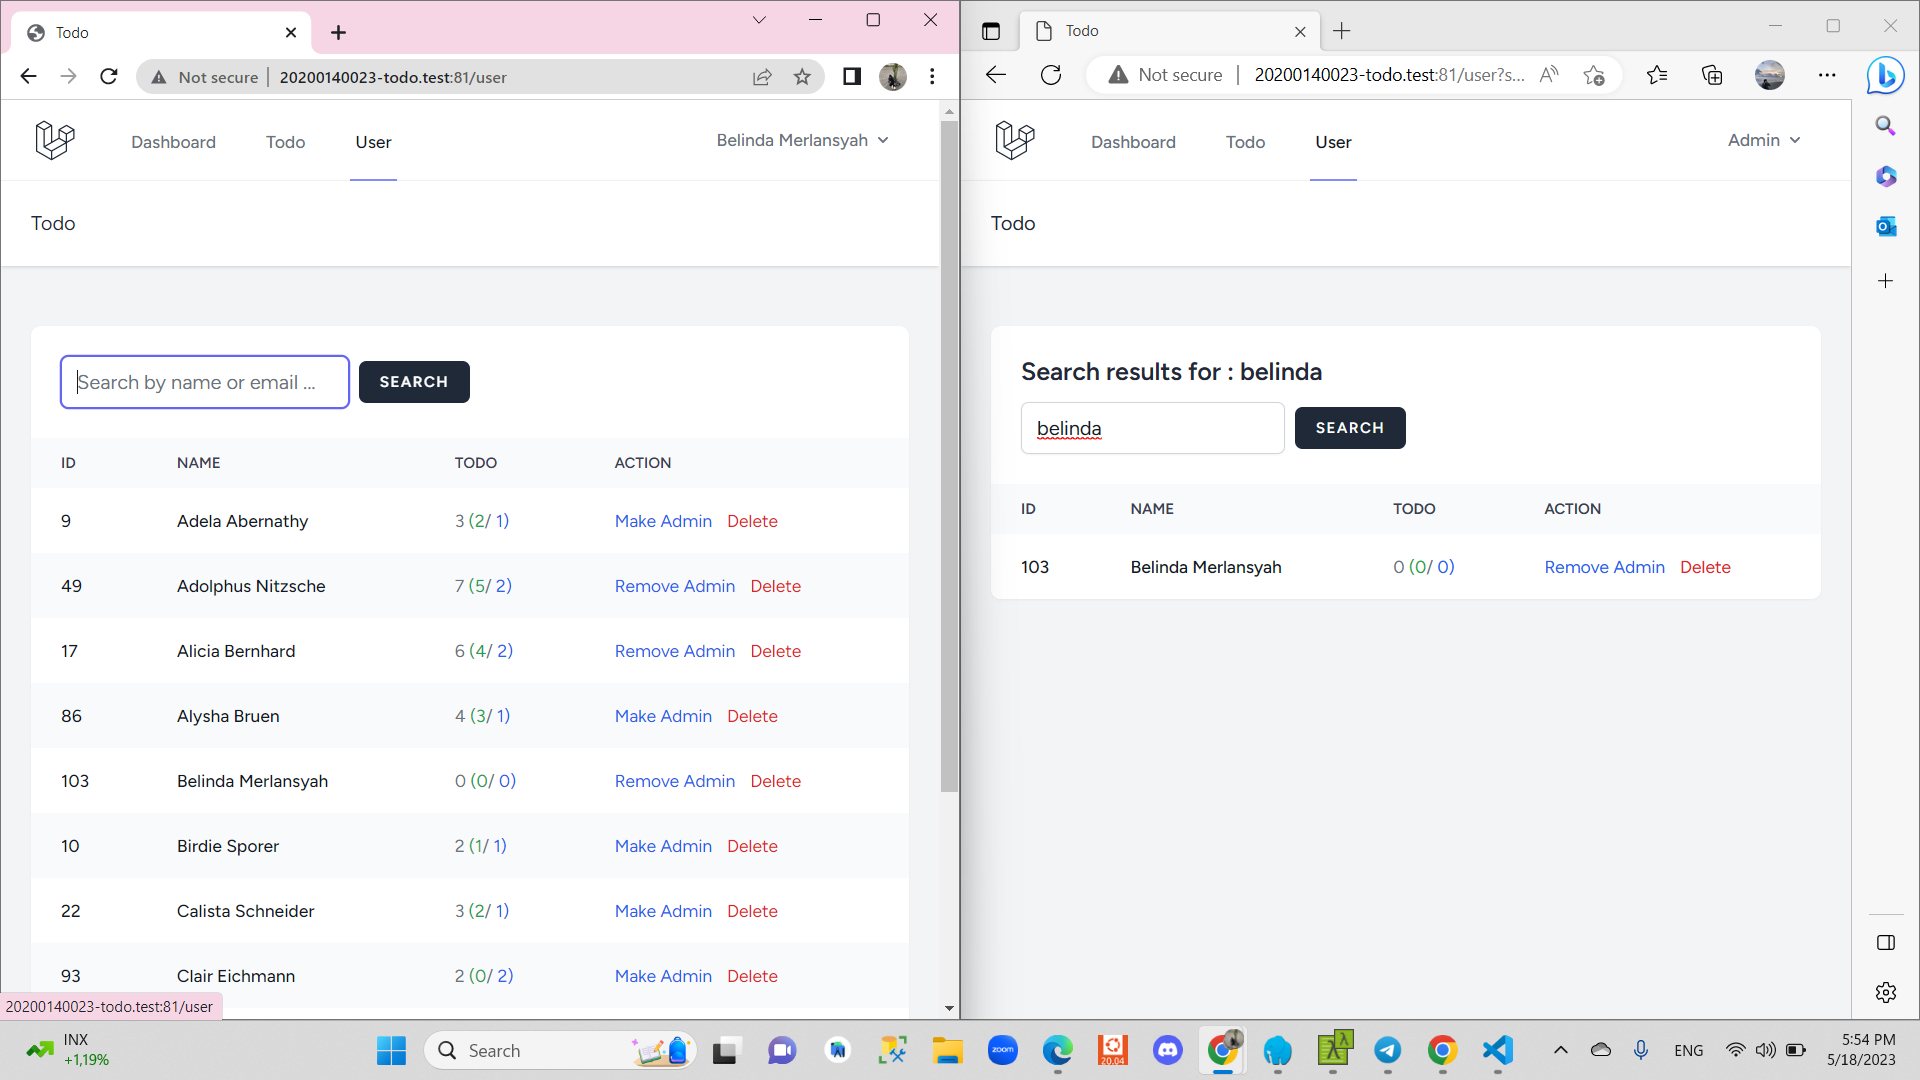 Todo
Not secure
20200140023-todo.test:81/user
Dashboard
Todo
User
Belinda Merlansyah
Todo
Search by name or email ...
SEARCH
ID NAME TODO ACTION
9 Adela Abernathy 3 (2/ 1) Make Admin Delete
49 Adolphus Nitzsche 7 (5/ 2) Remove Admin Delete
17 Alicia Bernhard 6 (4/ 2) Remove Admin Delete
86 Alysha Bruen 4 (3/ 1) Make Admin Delete
103 Belinda Merlansyah 0 (0/ 0) Remove Admin Delete
10 Birdie Sporer 2 (1/ 1) Make Admin Delete
22 Calista Schneider 3 (2/ 1) Make Admin Delete
93 Clair Eichmann 2 (0/ 2) Make Admin Delete
20200140023-todo.test:81/user
Todo
Not secure
20200140023-todo.test:81/user?s...
Dashboard
Todo
User
Admin
Todo
Search results for : belinda
belinda
SEARCH
ID NAME TODO ACTION
103 Belinda Merlansyah 0 (0/ 0) Remove Admin Delete
INX
+1,19%
Search
zoom
20.04
ENG
5:54 PM
5/18/2023